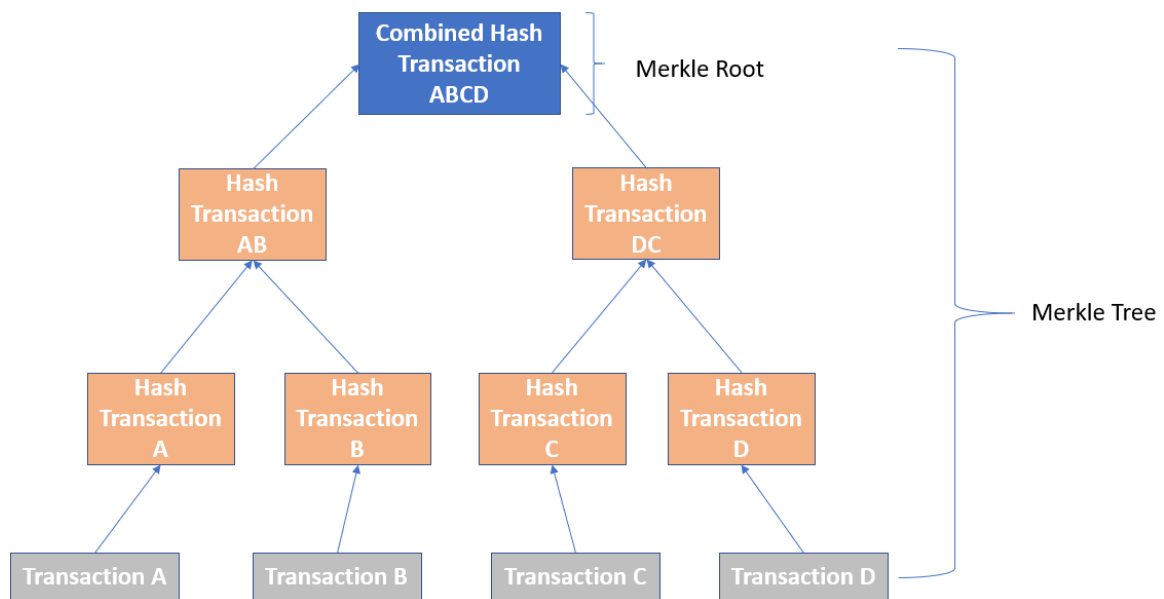 Combined Hash
Transaction
ABCD
Merkle Root
Hash
Transaction
AB
Hash
Transaction
DC
Merkle Tree
Hash
Transaction
A
Hash
Transaction
B
Hash
Transaction
C
Hash
Transaction
D
Transaction A
Transaction B
Transaction C
Transaction D